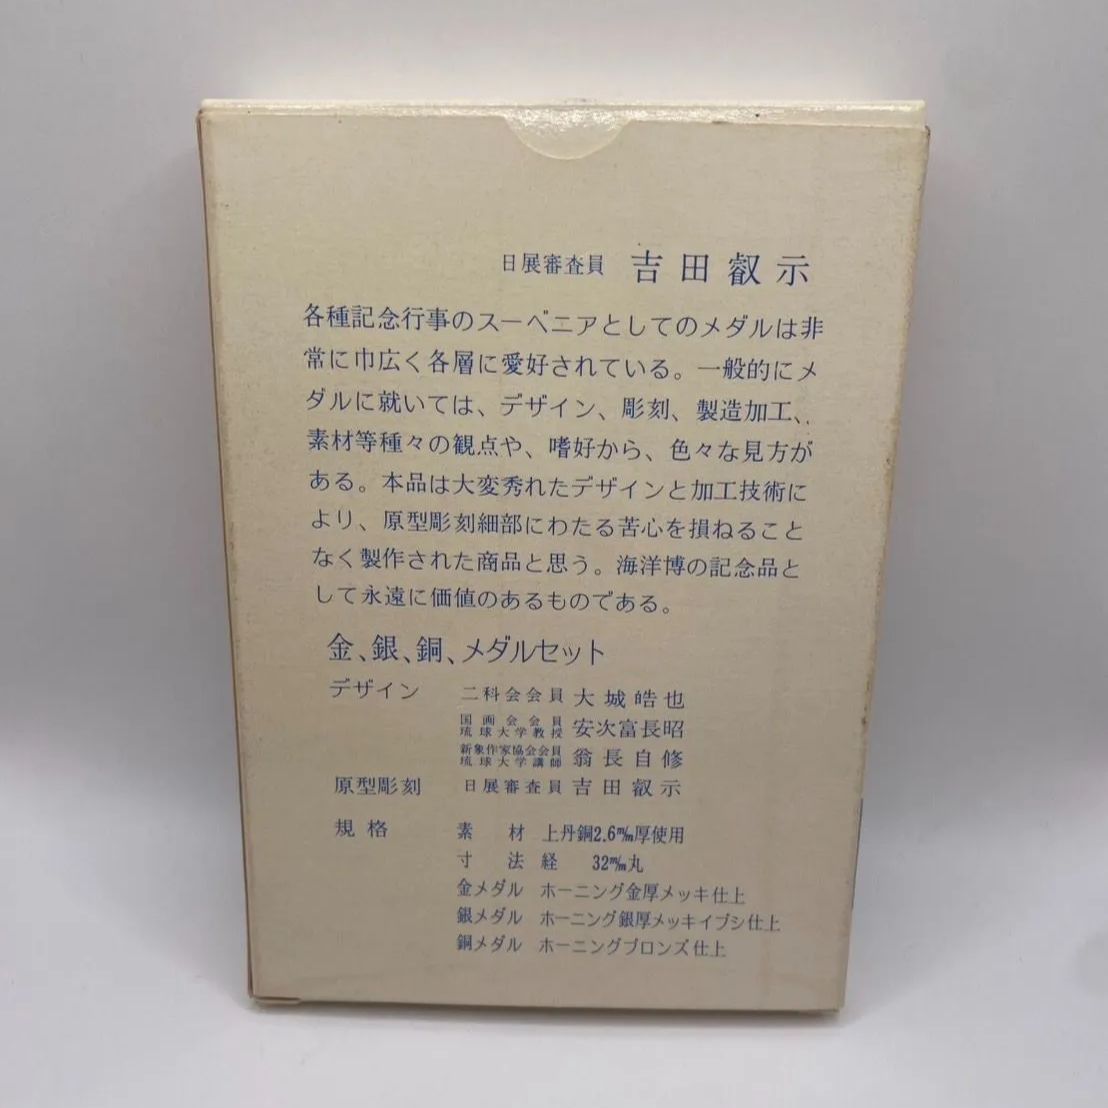 日展審査員 吉田叡示
各種記念行事のスーベニアとしてのメダルは非
常に巾広く各層に愛好されている。一般的にメ
ダルに就いては、デザイン、彫刻、製造加工、
素材等種々の観点や、嗜好から、色々な見方が
ある。本品は大変秀れたデザインと加工技術に
より、原型彫刻細部にわたる苦心を損ねること
なく製作された商品と思う。海洋博の記念品と
して永遠に価値のあるものである。
金、銀、銅、メダルセット
デザイン 二科会会員 大城皓也
国画会会員
琉球大学教授 安次富長昭
新象作家協会会員
琉球大学講師 翁長自修
原型彫刻 日展審査員 吉田叡示
規格 素材 上丹銅2.6m/m厚使用
寸法経 32m/m丸
金メダル ホーニング金厚メッキ仕上
銀メダル ホーニング銀厚メッキイブシ仕上
銅メダル ホーニングブロンズ仕上